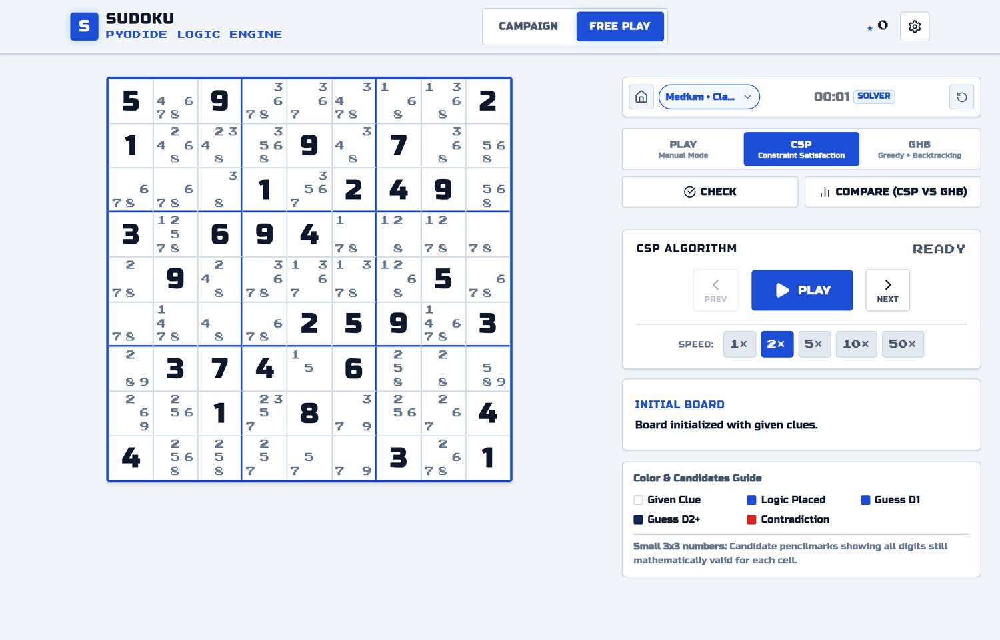 S
SUDOKU
PYODIDE LOGIC ENGINE
CAMPAIGN
FREE PLAY
★ 0
5 9 2
4 6 7 8
3 6 7 8
3 6 7
3 4 7 8
1 6 8
1 3 6 8
1 9 7
2 4 6 8
2 3 4 8
3 5 6 8
3 4 8
3 6 8
5 6 8
1 2 4 9
6 7 8
6 7 8
3 8
3 5 6 7
5 6 8
3 6 9 4
1 2 5 7 8
1 7 8
1 2 8
1 2 7 8
7 8
9 5
2 7 8
2 4 8
3 6 7 8
1 3 6 7
1 3 7 8
1 2 6 8
6 7 8
2 5 9 3
7 8
1 4 7 8
4 8
6 7 8
1 4 6 7 8
3 7 4 6
2 8 9
1 5
2 5 8
2 8
5 8 9
1 8 4
2 6 9
2 5 6
2 3 5 7
3 7 9
2 5 6
2 6 7
4 3 1
2 5 6 8
2 5 8
2 5 7
5 7
7 9
2 6 7 8
Medium • Cla...
00:01 SOLVER
PLAY
Manual Mode
CSP
Constraint Satisfaction
GHB
Greedy + Backtracking
CHECK
COMPARE (CSP VS GHB)
CSP ALGORITHM
READY
PREV
PLAY
NEXT
SPEED: 1× 2× 5× 10× 50×
INITIAL BOARD
Board initialized with given clues.
Color & Candidates Guide
Given Clue
Logic Placed
Guess D1
Guess D2+
Contradiction
Small 3x3 numbers: Candidate pencilmarks showing all digits still
mathematically valid for each cell.